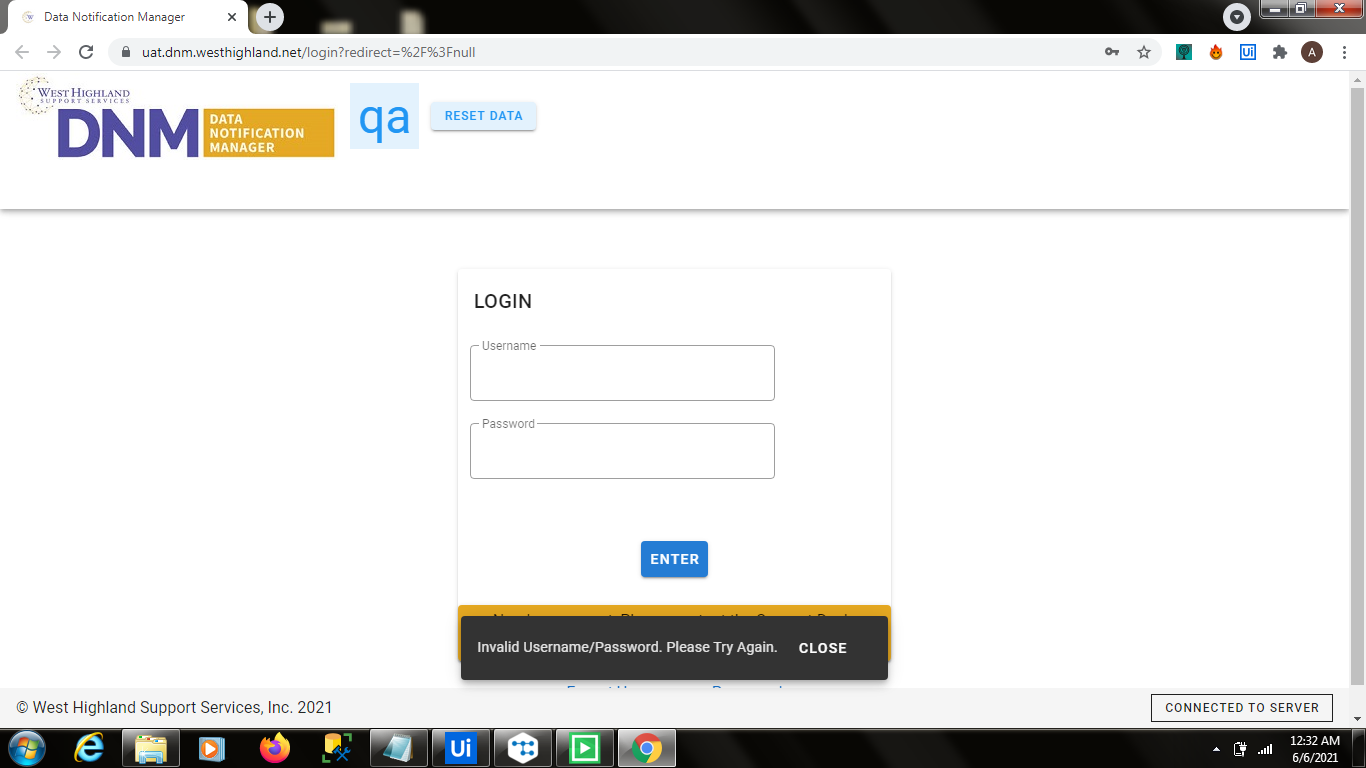 Data Notification Manager
uat.dnm.westhighland.net/login?redirect=%2F%3Fnull
Ui
A
WEST HIGHLAND
SUPPORT SERVICES
DNM
DATA
NOTIFICATION
MANAGER
qa
RESET DATA
LOGIN
Username
Password
ENTER
Invalid Username/Password. Please Try Again.
CLOSE
© West Highland Support Services, Inc. 2021
CONNECTED TO SERVER
Ui
12:32 AM
6/6/2021